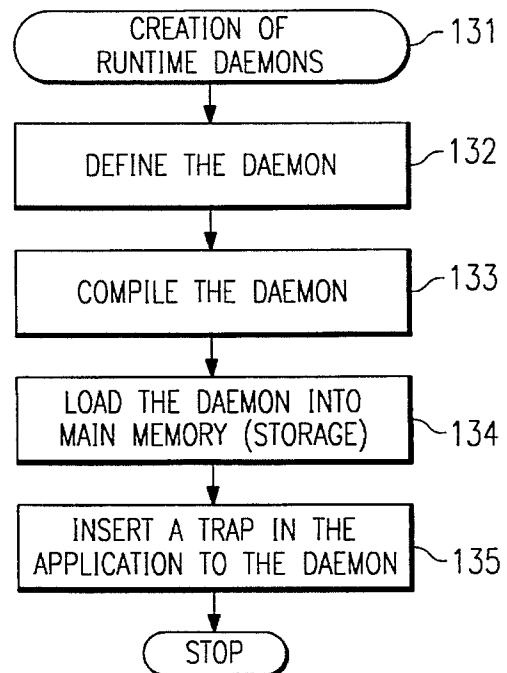 CREATION OF
RUNTIME DAEMONS
131
DEFINE THE DAEMON
132
COMPILE THE DAEMON
133
LOAD THE DAEMON INTO
MAIN MEMORY (STORAGE)
134
INSERT A TRAP IN THE
APPLICATION TO THE DAEMON
135
STOP